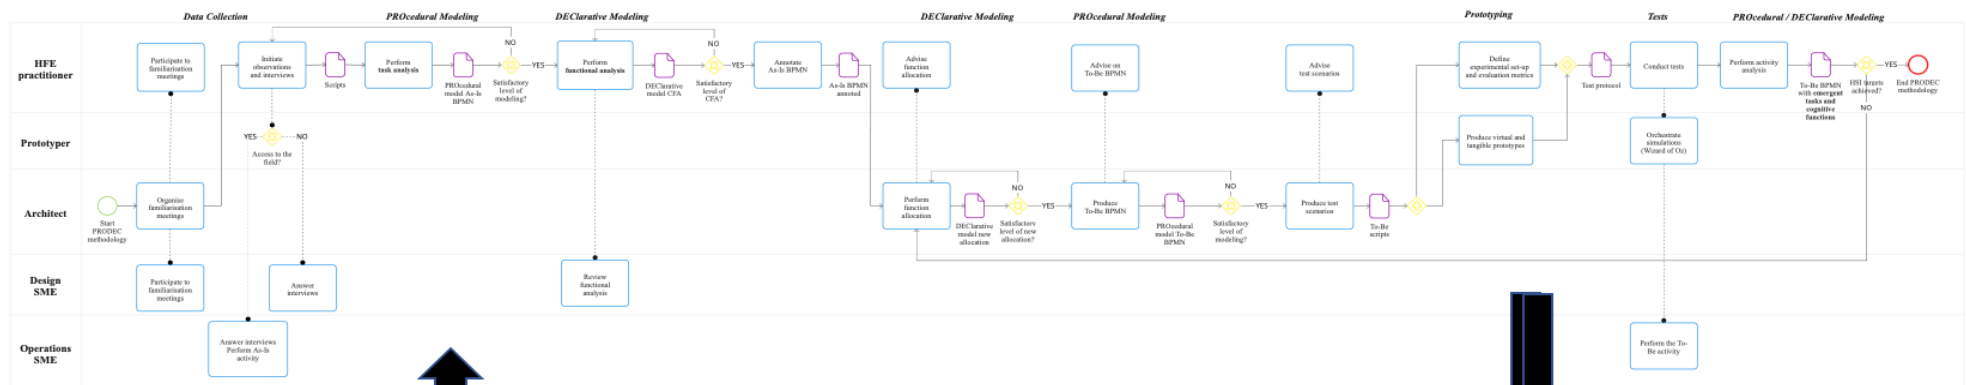 Data Collection
PROcedural Modeling
DEClarative Modeling
DEClarative Modeling
PROcedural Modeling
Prototyping
Tests
PROcedural / DEClarative Modeling
HFE
practitioner
Participate to
familiarisation
meetings
Initiate
observations
and interviews
Scripts
Perform
task analysis
PROcedural
model As-Is
BPMN
NO
Satisfactory
level of
modeling?
YES
Perform
functional analysis
DEClarative
model CFA
NO
Satisfactory
level of
CFA?
YES
Annotate
As-Is BPMN
As-Is BPMN
annoted
Advise
function
allocation
Advise on
To-Be BPMN
Advise
test scenarios
Define
experimental set-up
and evaluation metrics
Test protocol
Conduct tests
Perform activity
analysis
To-Be BPMN
with emergent
tasks and
cognitive
functions
HSI targets
achieved?
YES
NO
End PRODEC
methodology
Prototyper
YES
NO
Access to the
field?
Produce virtual and
tangible prototypes
Orchestrate
simulations
(Wizard of Oz)
Architect
Start
PRODEC
methodology
Organise
familiarisation
meetings
Perform
function
allocation
DEClarative
model new
allocation
NO
Satisfactory
level of new
allocation?
YES
Produce
To-Be BPMN
PROcedural
model To-Be
BPMN
NO
Satisfactory
level of
modeling?
YES
Produce test
scenarios
To-Be
scripts
Design
SME
Participate to
familiarisation
meetings
Answer
interviews
Review
functional
analysis
Operations
SME
Answer interviews
Perform As-Is
activity
Perform the To-
Be activity